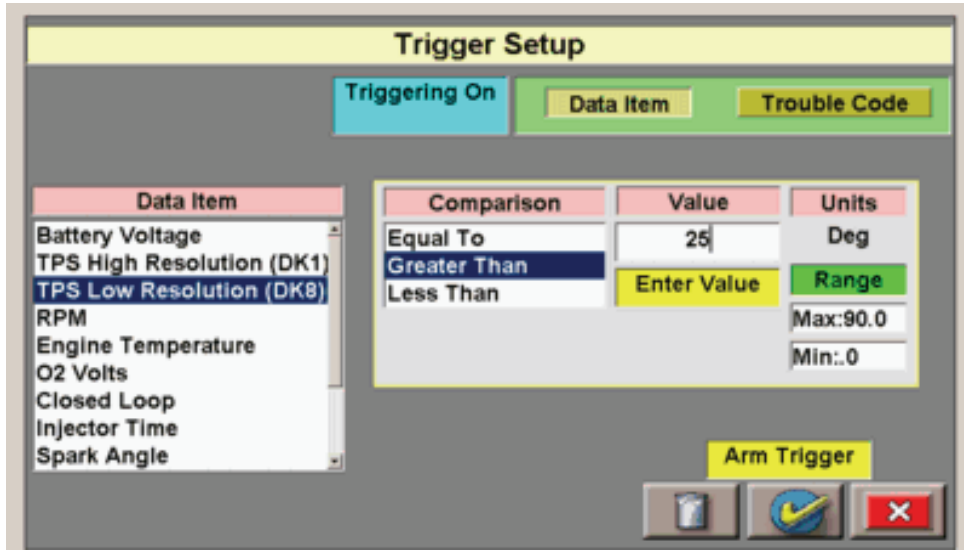 Trigger Setup
Triggering On
Data Item
Trouble Code
Data Item
Battery Voltage
TPS High Resolution (DK1)
TPS Low Resolution (DK8)
RPM
Engine Temperature
O2 Volts
Closed Loop
Injector Time
Spark Angle
Comparison
Equal To
Greater Than
Less Than
Value
25
Enter Value
Units
Deg
Range
Max:90.0
Min:.0
Arm Trigger